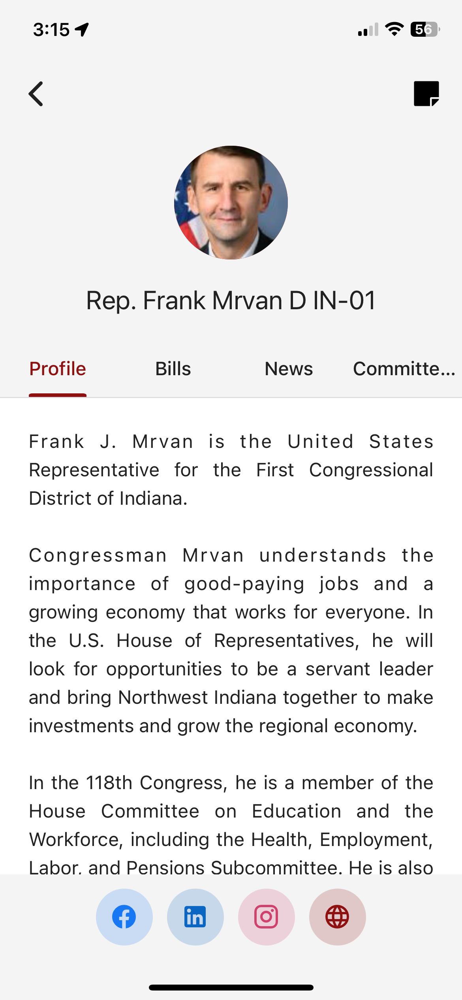 3:15
56
Rep. Frank Mrvan D IN-01
Profile Bills News Committe...
Frank J. Mrvan is the United States
Representative for the First Congressional
District of Indiana.
Congressman Mrvan understands the
importance of good-paying jobs and a
growing economy that works for everyone. In
the U.S. House of Representatives, he will
look for opportunities to be a servant leader
and bring Northwest Indiana together to make
investments and grow the regional economy.
In the 118th Congress, he is a member of the
House Committee on Education and the
Workforce, including the Health, Employment,
Labor, and Pensions Subcommittee. He is also
in